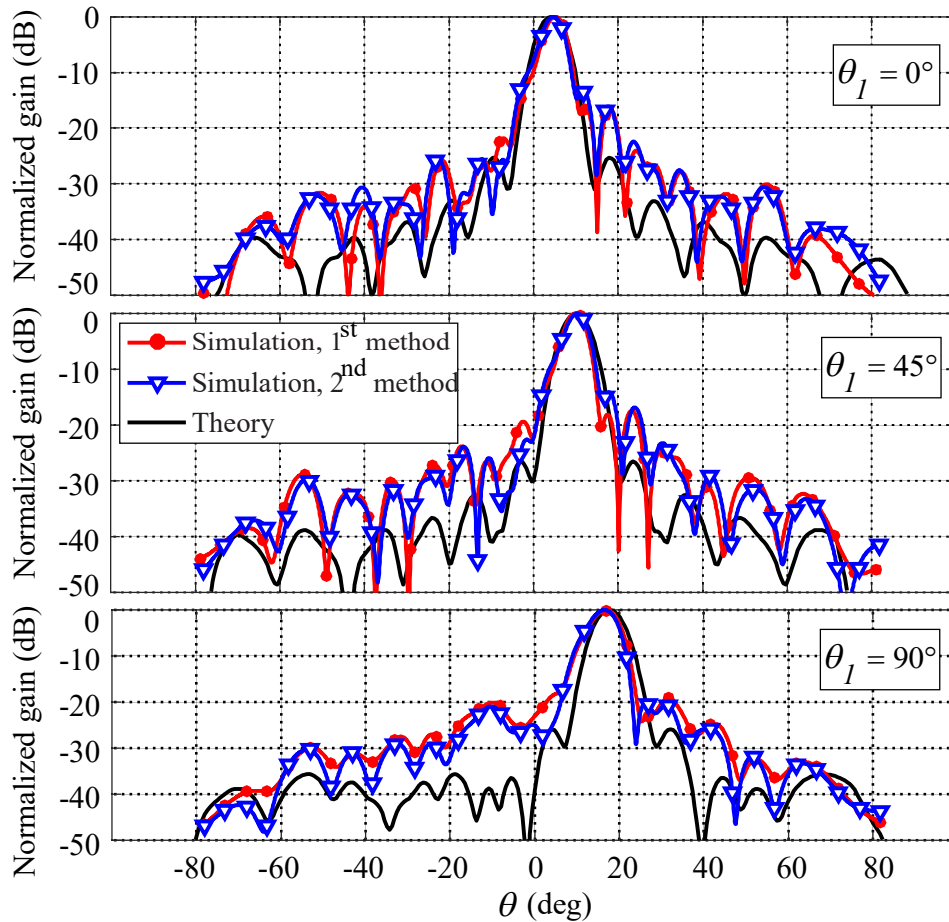 Normalized gain (dB)
0
-10
-20
-30
-40
-50
θ1 = 0°
Normalized gain (dB)
0
-10
-20
-30
-40
-50
Simulation, 1st method
Simulation, 2nd method
Theory
θ1 = 45°
Normalized gain (dB)
0
-10
-20
-30
-40
-50
θ1 = 90°
-80 -60 -40 -20 0 20 40 60 80
θ (deg)